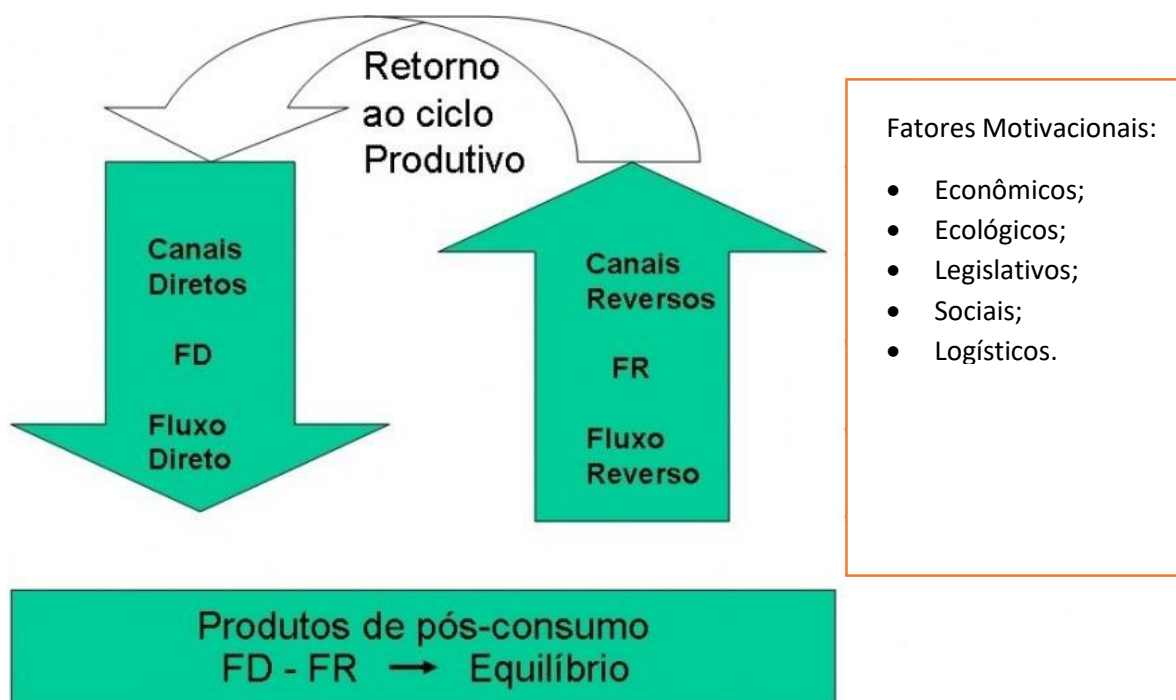 Retorno
ao ciclo
Produtivo
Canais
Diretos
FD
Fluxo
Direto
Canais
Reversos
FR
Fluxo
Reverso
Fatores Motivacionais:
• Econômicos;
• Ecológicos;
• Legislativos;
• Sociais;
• Logísticos.
Produtos de pós-consumo
FD - FR → Equilíbrio